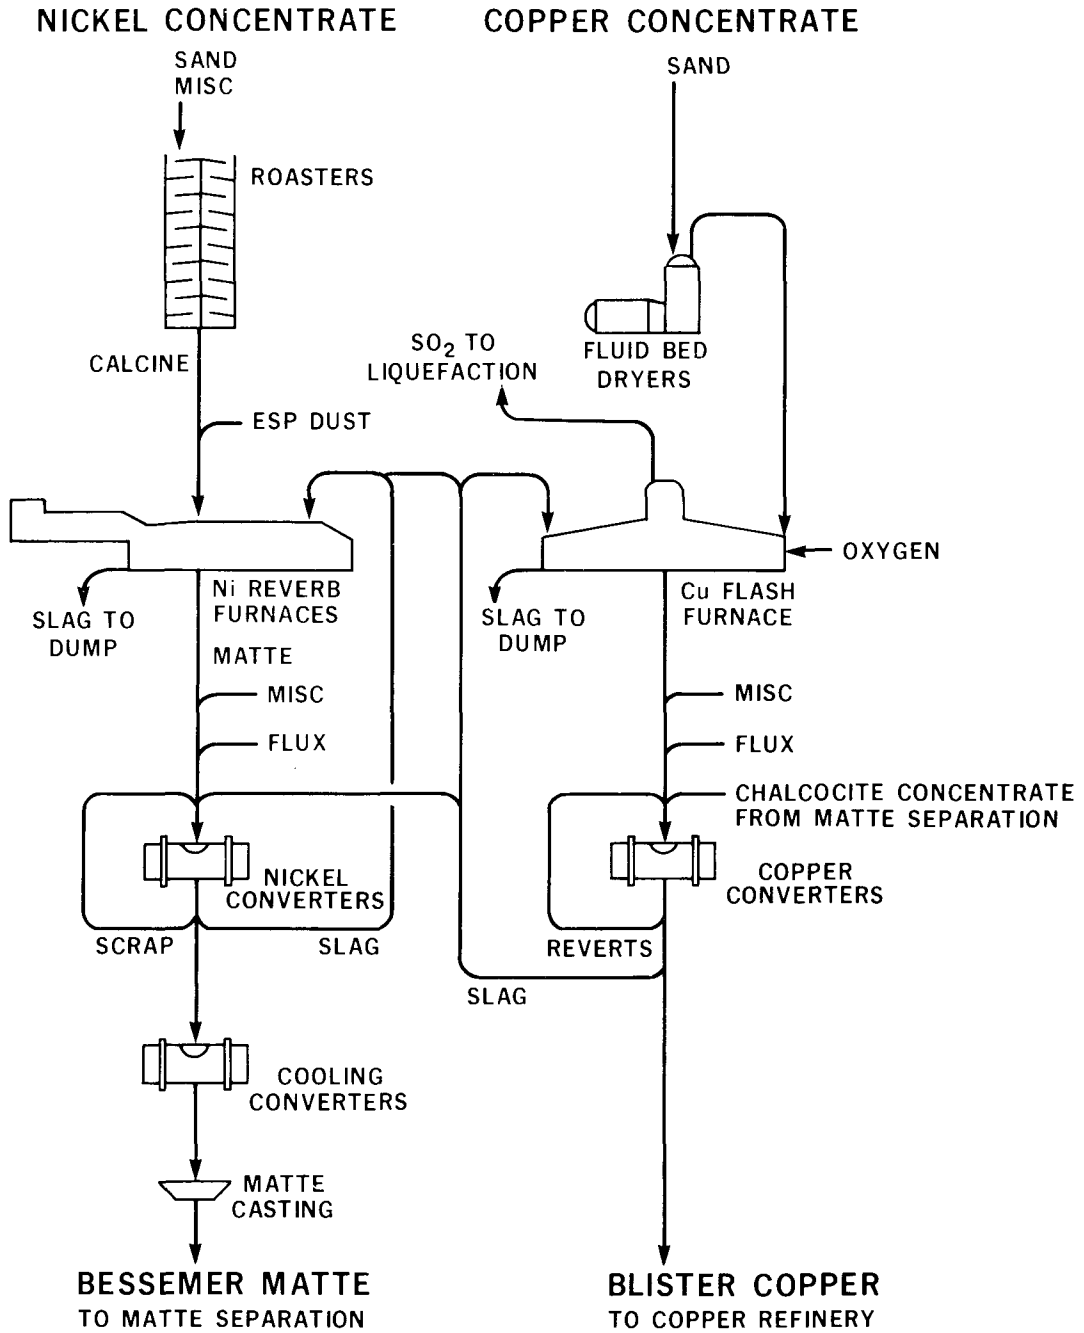 NICKEL CONCENTRATE
COPPER CONCENTRATE
SAND
MISC
SAND
ROASTERS
FLUID BED
DRYERS
SO₂ TO
LIQUEFACTION
CALCINE
ESP DUST
OXYGEN
Ni REVERB
FURNACES
SLAG TO
DUMP
Cu FLASH
FURNACE
SLAG TO
DUMP
MATTE
MISC
FLUX
MISC
FLUX
CHALCOCITE CONCENTRATE
FROM MATTE SEPARATION
NICKEL
CONVERTERS
COPPER
CONVERTERS
SCRAP
SLAG
REVERTS
SLAG
COOLING
CONVERTERS
MATTE
CASTING
BESSEMER MATTE
TO MATTE SEPARATION
BLISTER COPPER
TO COPPER REFINERY